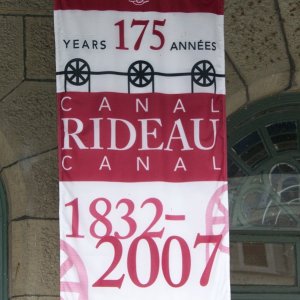 YEARS 175 ANNÉES
CANAL
RIDEAU
CANAL
1832-
2007